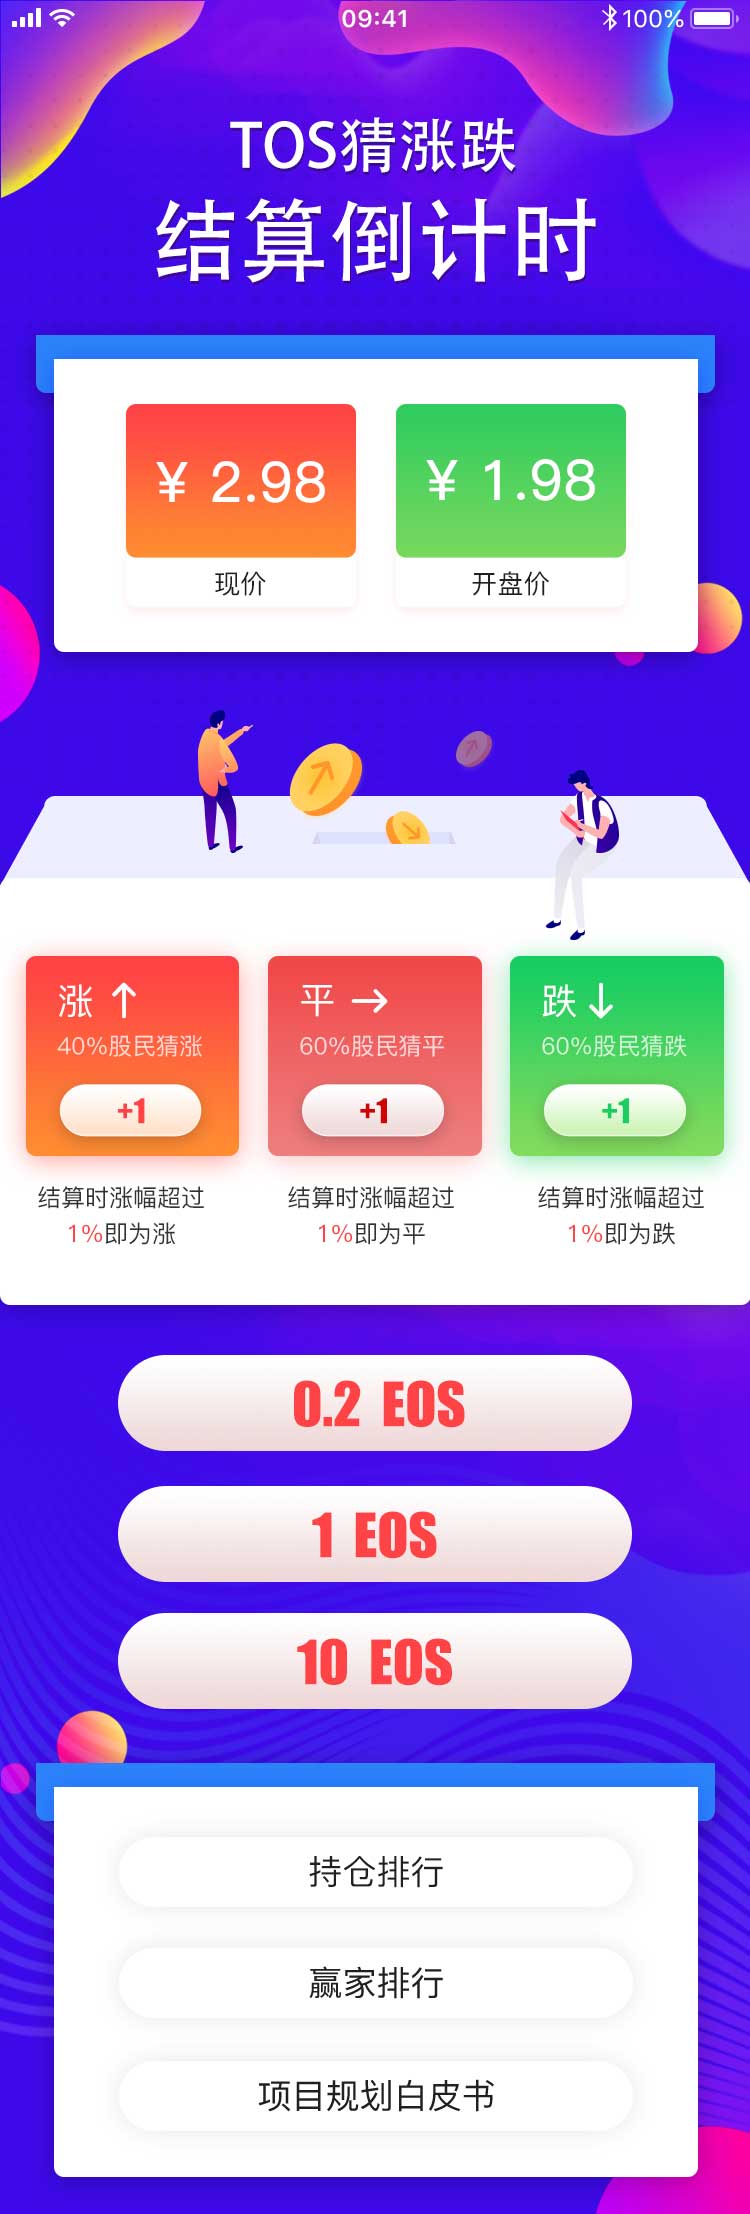 09:41
100%
TOS猜涨跌
结算倒计时
¥ 2.98
¥ 1.98
现价
开盘价
涨 ↑
40%股民猜涨
+1
平 →
60%股民猜平
+1
跌 ↓
60%股民猜跌
+1
结算时涨幅超过
1%即为涨
结算时涨幅超过
1%即为平
结算时涨幅超过
1%即为跌
0.2 EOS
1 EOS
10 EOS
持仓排行
赢家排行
项目规划白皮书